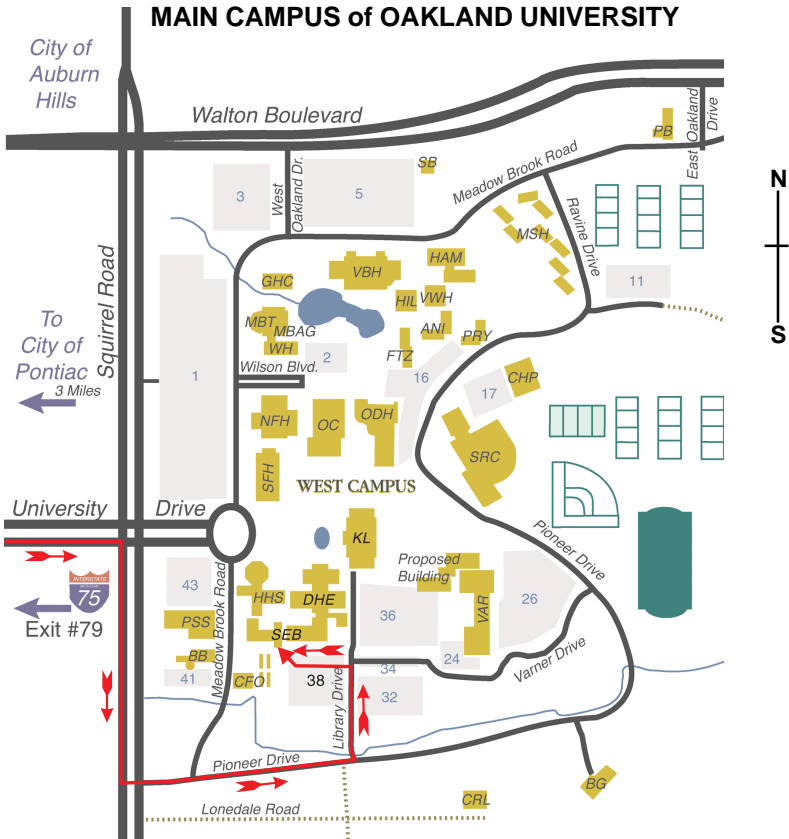 MAIN CAMPUS of OAKLAND UNIVERSITY
City of
Auburn
Hills
Walton Boulevard
PB
East Oakland
Drive
SB
3
West
Oakland Dr.
5
Meadow Brook Road
N
S
MSH
Ravine Drive
11
Squirrel Road
GHC
VBH
HAM
HIL
VWH
MBT
MBAG
WH
ANI
PRY
FTZ
To
City of
Pontiac
3 Miles
1
2
Wilson Blvd.
16
17
CHP
NFH
OC
ODH
SRC
SFH
WEST CAMPUS
University
Drive
KL
Pioneer Drive
Proposed
Building
INTERSTATE
MICHIGAN
75
Exit #79
43
Meadow Brook Road
HHS
DHE
36
VAR
26
PSS
SEB
BB
41
CFO
38
Library Drive
34
32
24
Varner Drive
Pioneer Drive
BG
CRL
Lonedale Road